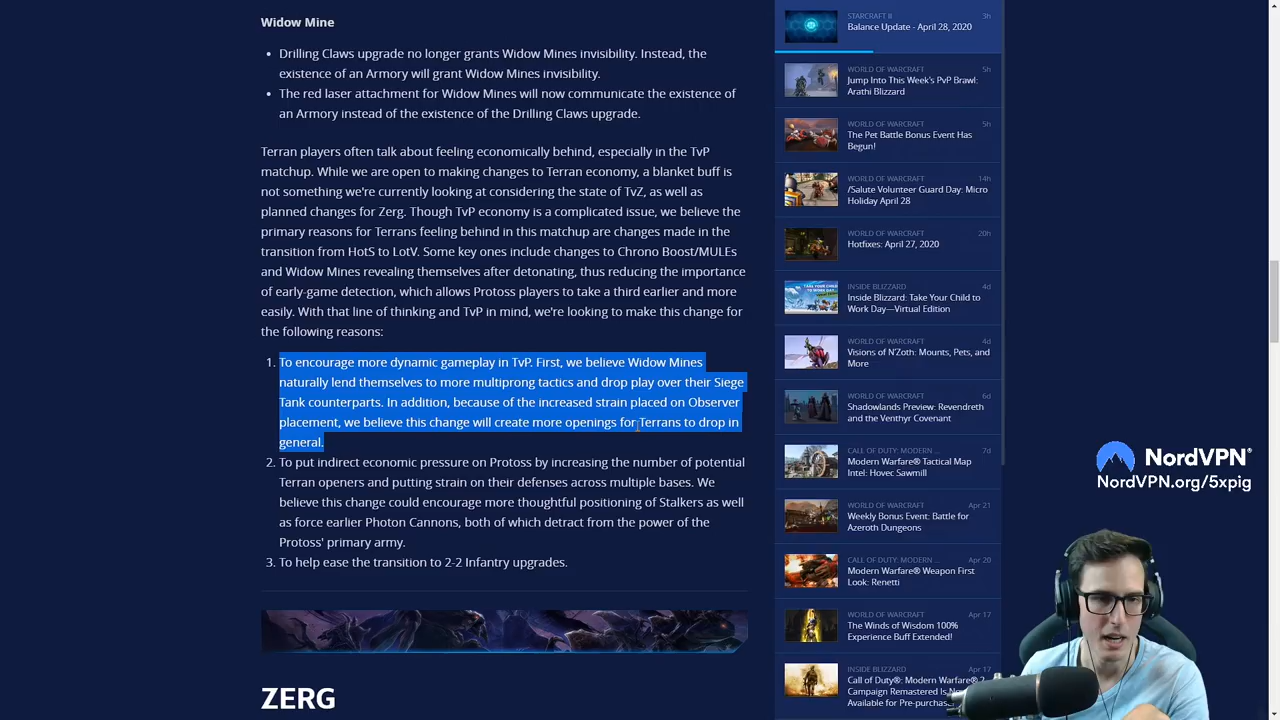 Widow Mine
• Drilling Claws upgrade no longer grants Widow Mines invisibility. Instead, the
existence of an Armory will grant Widow Mines invisibility.
• The red laser attachment for Widow Mines will now communicate the existence of
an Armory instead of the existence of the Drilling Claws upgrade.
Terran players often talk about feeling economically behind, especially in the TvP
matchup. While we are open to making changes to Terran economy, a blanket buff is
not something we're currently looking at considering the state of TvZ, as well as
planned changes for Zerg. Though TvP economy is a complicated issue, we believe the
primary reasons for Terrans feeling behind in this matchup are changes made in the
transition from HotS to LotV. Some key ones include changes to Chrono Boost/MULEs
and Widow Mines revealing themselves after detonating, thus reducing the importance
of early-game detection, which allows Protoss players to take a third earlier and more
easily. With that line of thinking and TvP in mind, we're looking to make this change for
the following reasons:
1. To encourage more dynamic gameplay in TvP. First, we believe Widow Mines
naturally lend themselves to more multiprong tactics and drop play over their Siege
Tank counterparts. In addition, because of the increased strain placed on Observer
placement, we believe this change will create more openings for Terrans to drop in
general.
2. To put indirect economic pressure on Protoss by increasing the number of potential
Terran openers and putting strain on their defenses across multiple bases. We
believe this change could encourage more thoughtful positioning of Stalkers as well
as force earlier Photon Cannons, both of which detract from the power of the
Protoss' primary army.
3. To help ease the transition to 2-2 Infantry upgrades.
ZERG
STARCRAFT II 3h
Balance Update - April 28, 2020
WORLD OF WARCRAFT 5h
Jump Into This Week's PvP Brawl:
Arathi Blizzard
WORLD OF WARCRAFT 5h
The Pet Battle Bonus Event Has
Begun!
WORLD OF WARCRAFT 14h
/Salute Volunteer Guard Day: Micro
Holiday April 28
WORLD OF WARCRAFT 20h
Hotfixes: April 27, 2020
INSIDE BLIZZARD 4d
Inside Blizzard: Take Your Child to
Work Day—Virtual Edition
WORLD OF WARCRAFT 4d
Visions of N'Zoth: Mounts, Pets, and
More
WORLD OF WARCRAFT 6d
Shadowlands Preview: Revendreth
and the Venthyr Covenant
CALL OF DUTY: MODERN ... 7d
Modern Warfare® Tactical Map
Intel: Hovec Sawmill
WORLD OF WARCRAFT Apr 21
Weekly Bonus Event: Battle for
Azeroth Dungeons
CALL OF DUTY: MODERN ... Apr 20
Modern Warfare® Weapon First
Look: Renetti
WORLD OF WARCRAFT Apr 17
The Winds of Wisdom 100%
Experience Buff Extended!
INSIDE BLIZZARD Apr 17
Call of Duty®: Modern Warfare® 2
Campaign Remastered Is
Available for Pre-purchas
NordVPN®
NordVPN.org/5xpig